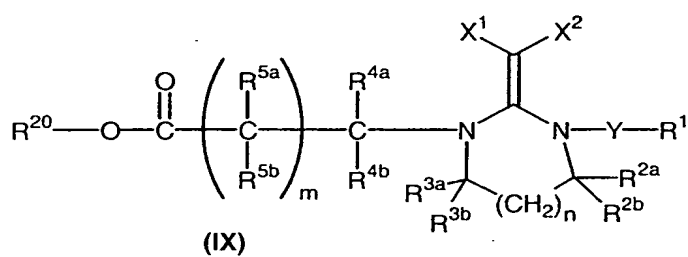 X¹ X²
O R⁵ᵃ R⁴ᵃ
R²⁰ O C C C N N Y R¹
R⁵ᵇ R⁴ᵇ R³ᵃ R²ᵃ
m R³ᵇ (CH₂)ₙ R²ᵇ
(IX)